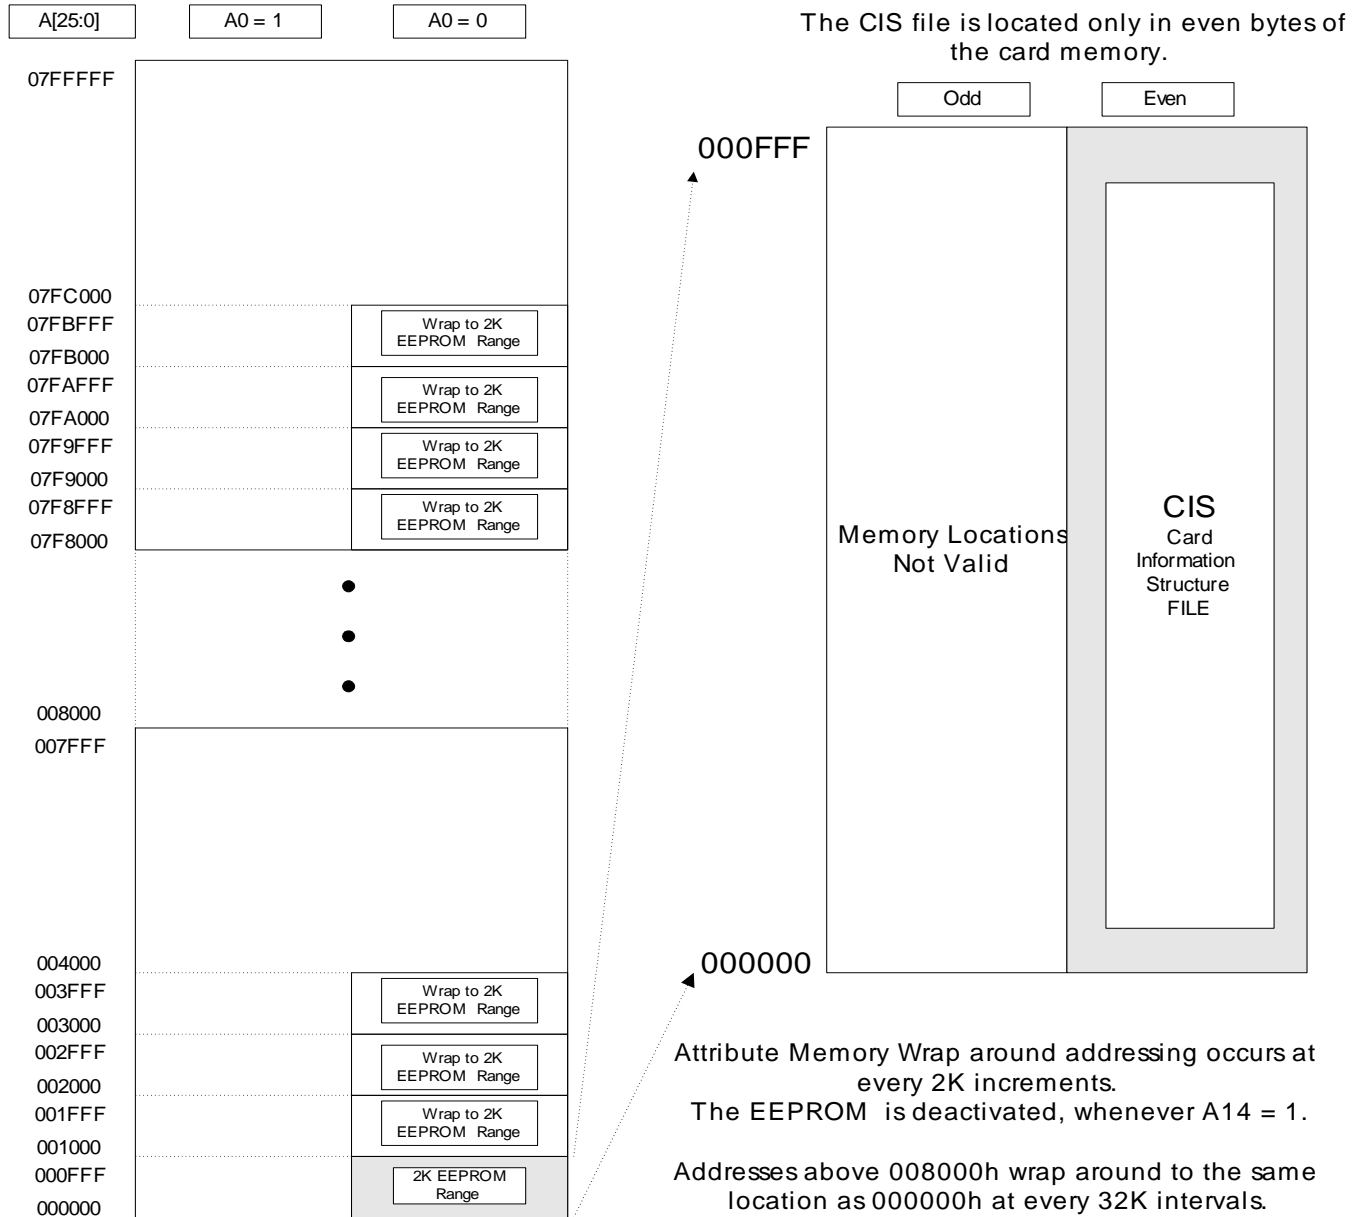 A[25:0]
A0 = 1
A0 = 0
07FFFFF
07FC000
07FBFFF
Wrap to 2K
EEPROM Range
07FB000
07FAFFF
Wrap to 2K
EEPROM Range
07FA000
07F9FFF
Wrap to 2K
EEPROM Range
07F9000
07F8FFF
Wrap to 2K
EEPROM Range
07F8000
008000
007FFF
004000
003FFF
Wrap to 2K
EEPROM Range
003000
002FFF
Wrap to 2K
EEPROM Range
002000
001FFF
Wrap to 2K
EEPROM Range
001000
000FFF
2K EEPROM
Range
000000
The CIS file is located only in even bytes of
the card memory.
Odd
Even
000FFF
Memory Locations
Not Valid
CIS
Card
Information
Structure
FILE
000000
Attribute Memory Wrap around addressing occurs at
every 2K increments.
The EEPROM is deactivated, whenever A14 = 1.
Addresses above 008000h wrap around to the same
location as 000000h at every 32K intervals.